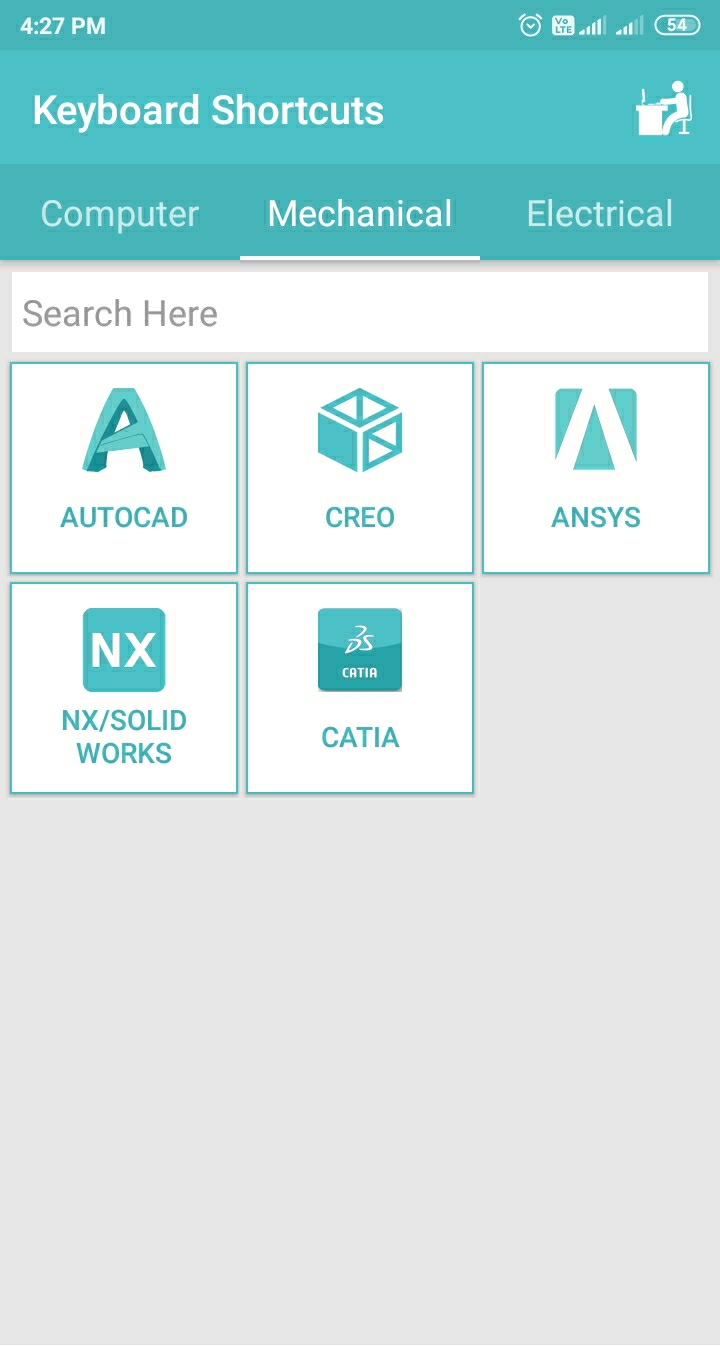 4:27 PM
Vo
LTE
54
Keyboard Shortcuts
Computer
Mechanical
Electrical
Search Here
AUTOCAD
CREO
ANSYS
NX
NX/SOLID
WORKS
3DS
CATIA
CATIA